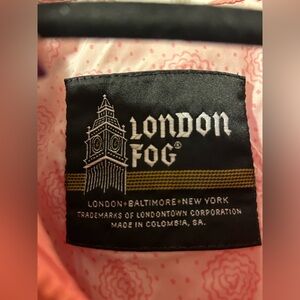 LONDON
FOG®
LONDON • BALTIMORE • NEW YORK
TRADEMARKS OF LONDONTOWN CORPORATION
MADE IN COLOMBIA, SA.